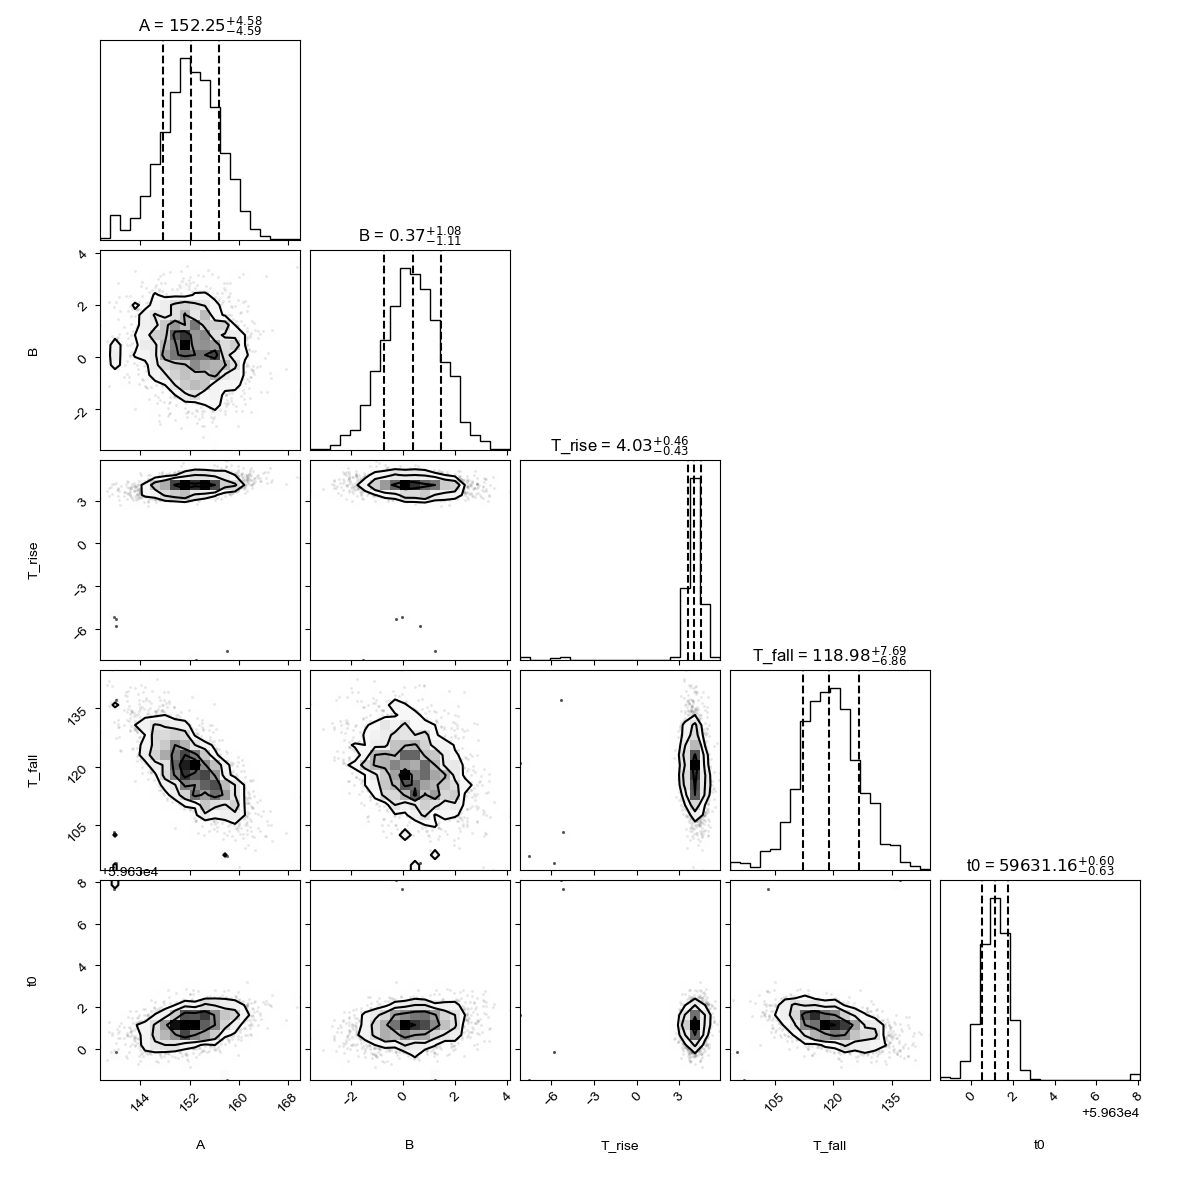 A = 152.25+4.58−4.59
B = 0.37+1.08−1.11
4
2
0
−2
B
T_rise = 4.03+0.46−0.43
3
0
−3
−6
T_rise
T_fall = 118.98+7.69−6.86
135
120
105
T_fall
+5.963e4
t0 = 59631.16+0.60−0.63
8
6
4
2
0
t0
144 152 160 168
−2 0 2 4
−6 −3 0 3
105 120 135
0 2 4 6 8
+5.963e4
A B T_rise T_fall t0